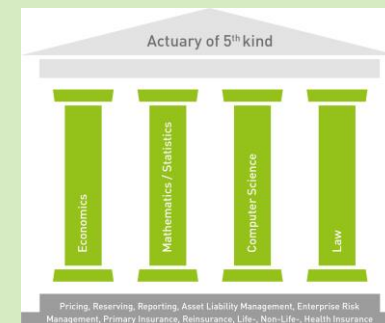 Actuary of 5th kind
Economics
Mathematics / Statistics
Computer Science
Law
Pricing, Reserving, Reporting, Asset Liability Management, Enterprise Risk
Management, Primary Insurance, Reinsurance, Life-, Non-Life-, Health Insurance